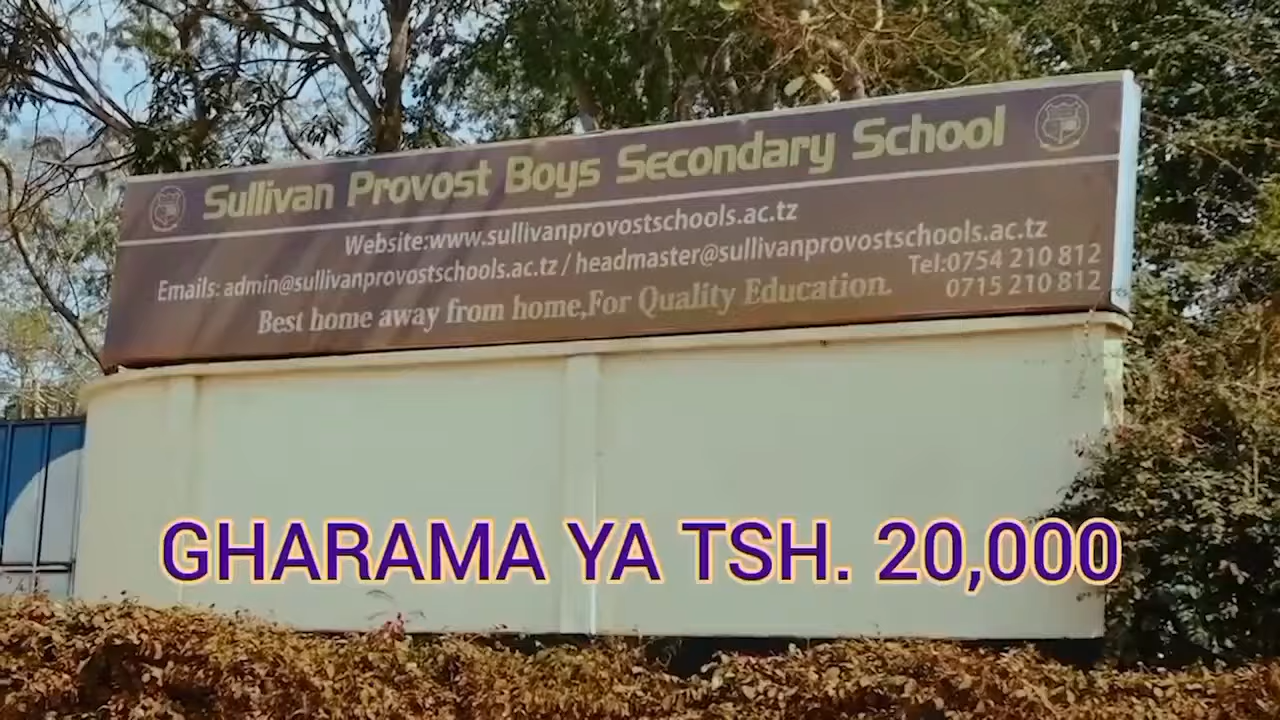 Sullivan Provost Boys Secondary School
Website:www.sullivanprovostschools.ac.tz
Emails: admin@sullivanprovostschools.ac.tz / headmaster@sullivanprovostschools.ac.tz
Best home away from home,For Quality Education.
Tel:0754 210 812
0715 210 812
GHARAMA YA TSH. 20,000